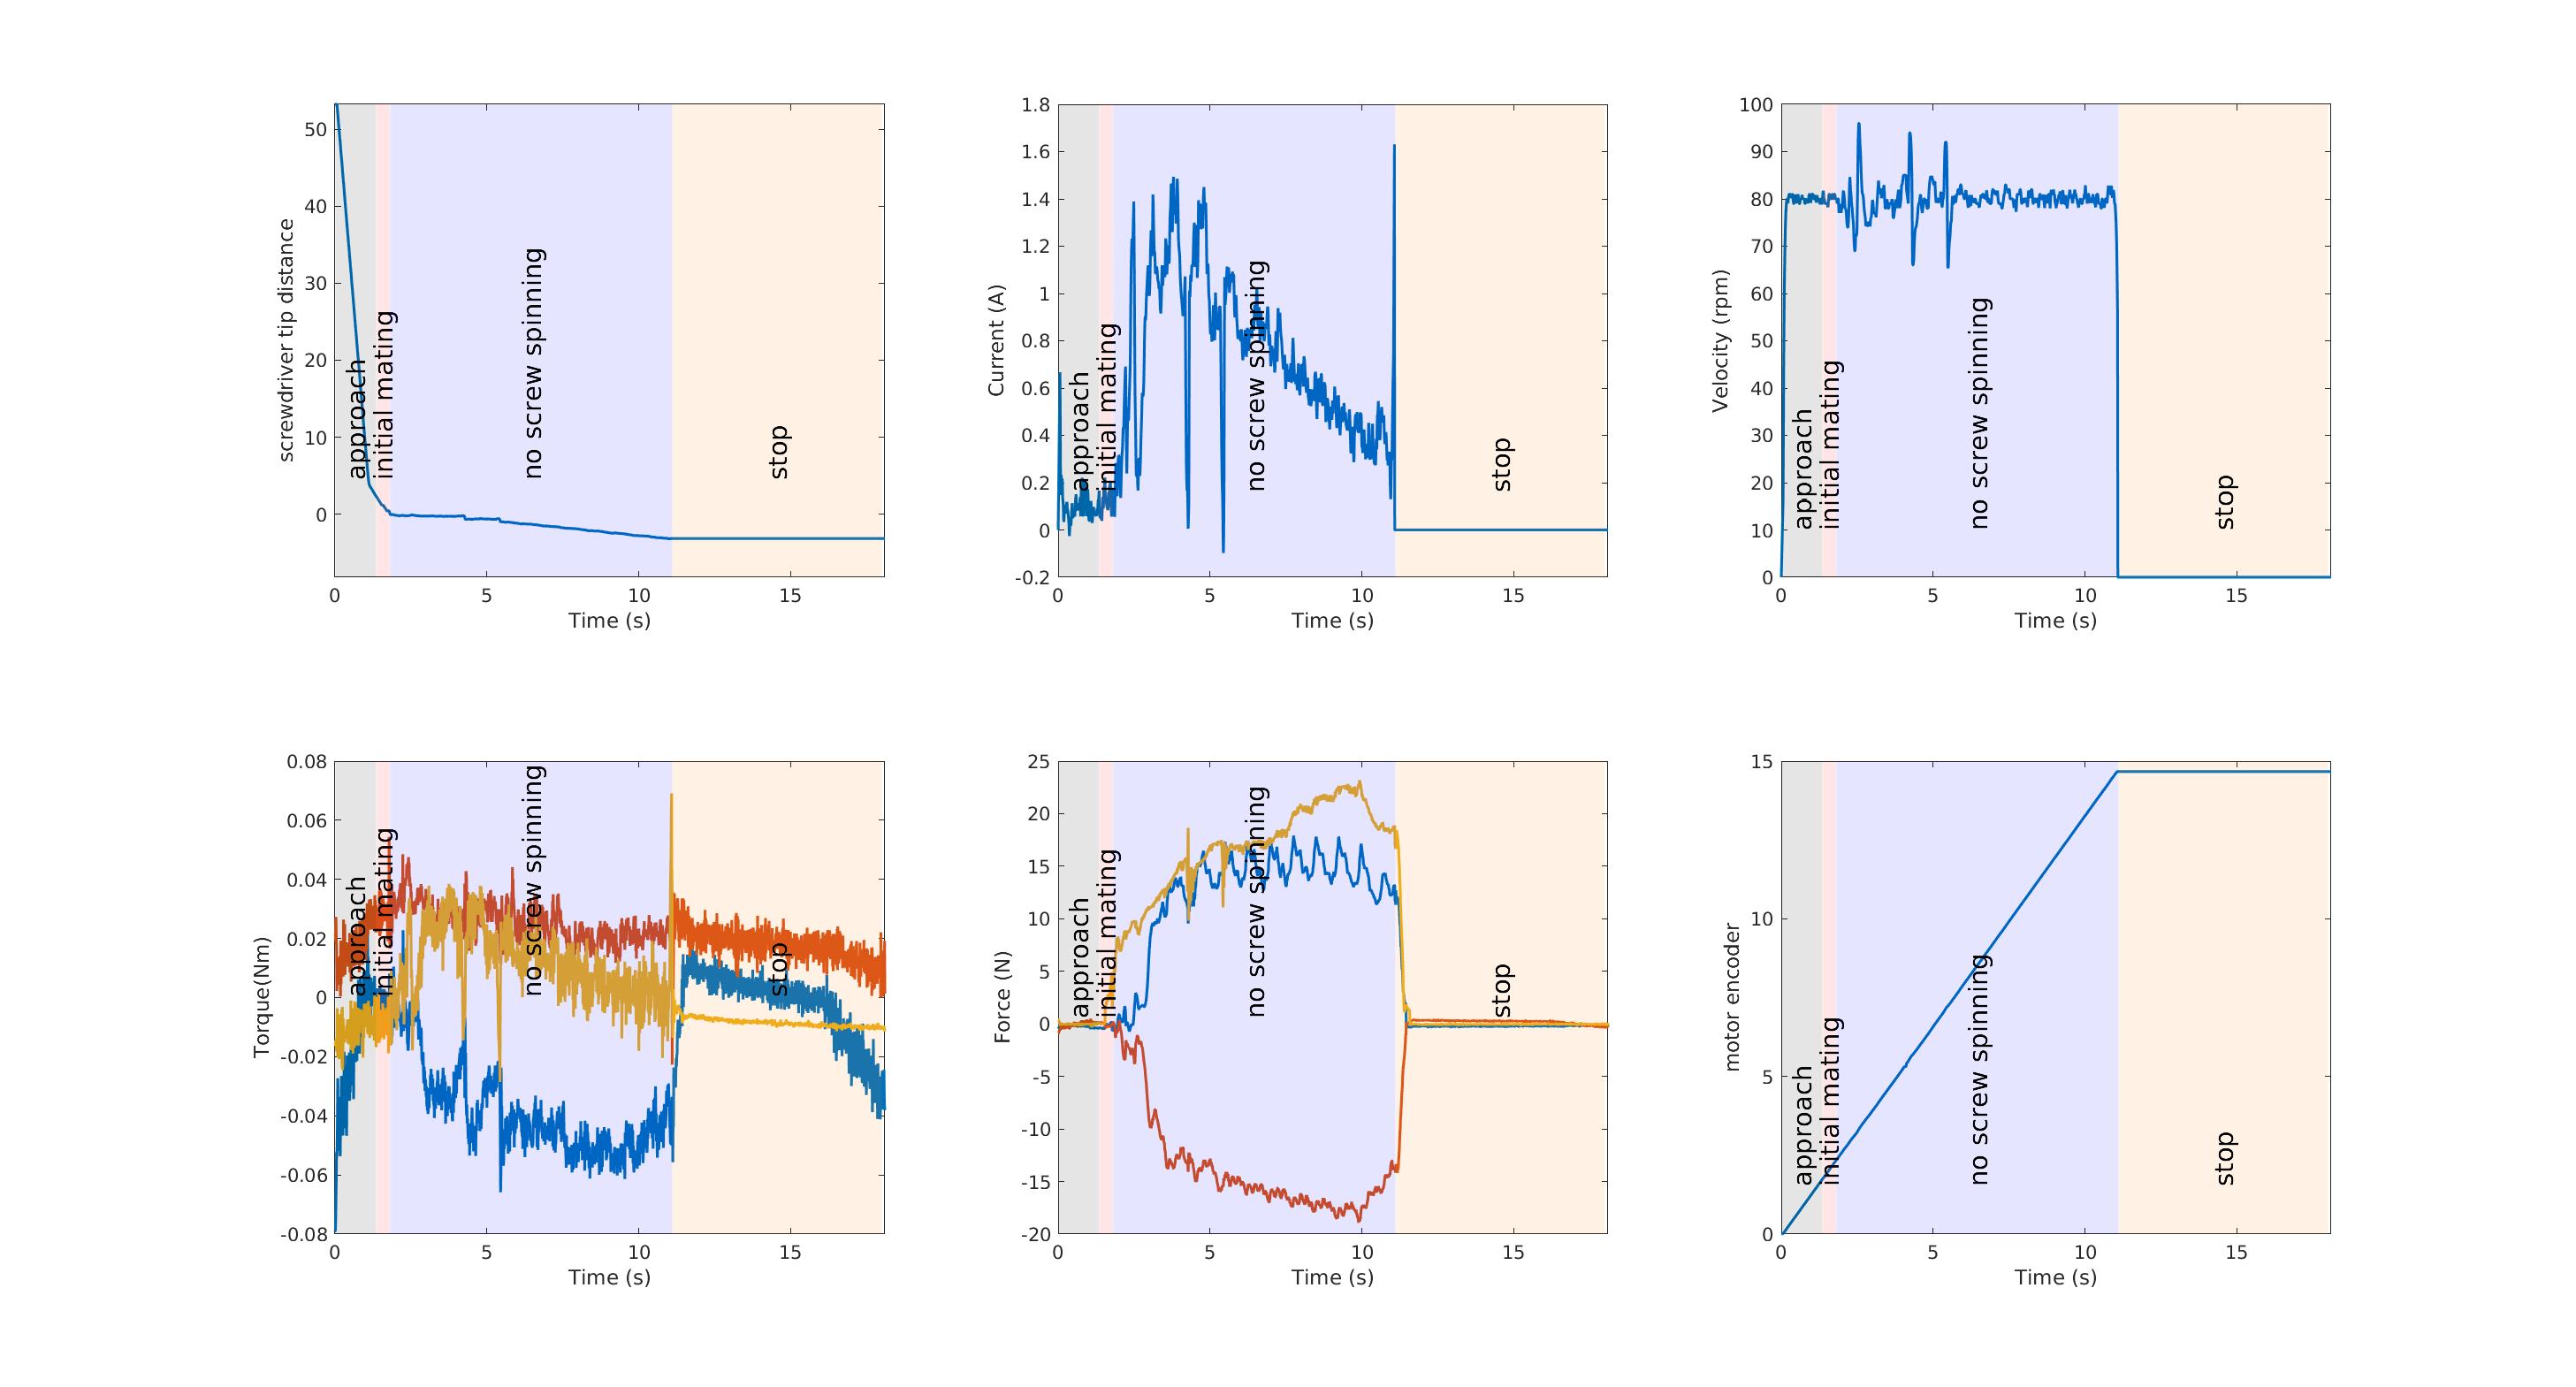 50
40
30
20
10
0
screwdriver tip distance
approach
initial mating
no screw spinning
stop
0 5 10 15
Time (s)
1.8
1.6
1.4
1.2
1
0.8
0.6
0.4
0.2
0
-0.2
Current (A)
approach
initial mating
no screw spinning
stop
0 5 10 15
Time (s)
100
90
80
70
60
50
40
30
20
10
0
Velocity (rpm)
approach
initial mating
no screw spinning
stop
0 5 10 15
Time (s)
0.08
0.06
0.04
0.02
0
-0.02
-0.04
-0.06
-0.08
Torque(Nm)
approach
initial mating
no screw spinning
stop
0 5 10 15
Time (s)
25
20
15
10
5
0
-5
-10
-15
-20
Force (N)
approach
initial mating
no screw spinning
stop
0 5 10 15
Time (s)
15
10
5
0
motor encoder
approach
initial mating
no screw spinning
stop
0 5 10 15
Time (s)